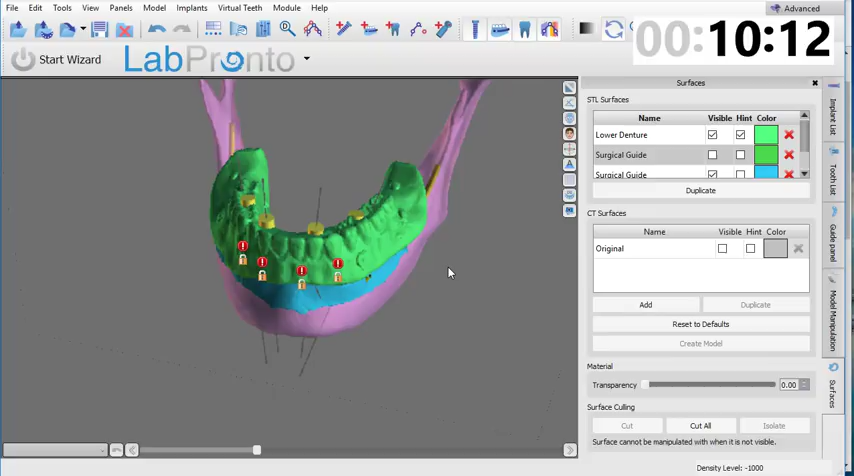 File Edit Tools View Panels Model Implants Virtual Teeth Module Help
Advanced
00:10:12
Start Wizard LabPronto
Surfaces
STL Surfaces
Name Visible Hint Color
Lower Denture
Surgical Guide
Surgical Guide
Duplicate
CT Surfaces
Name Visible Hint Color
Original
Add Duplicate
Reset to Defaults
Create Model
Material
Transparency 0.00
Surface Culling
Cut Cut All Isolate
Surface cannot be manipulated with when it is not visible.
Density Level: -1000
Implant List
Tooth List
Guide panel
Model Manipulation
Surfaces